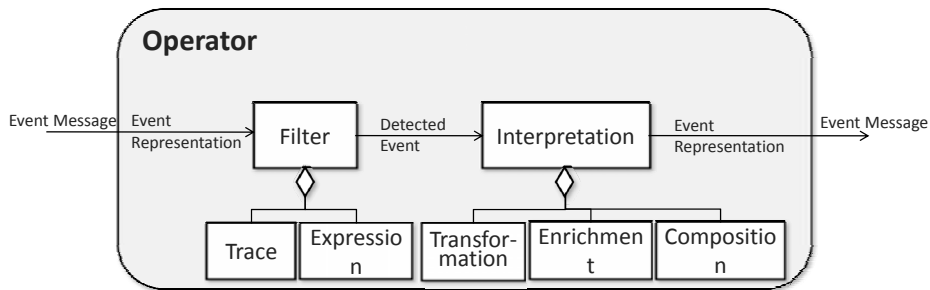 Operator
Event Message
Event
Representation
Filter
Detected
Event
Interpretation
Event
Representation
Event Message
Trace
Expressio
n
Transfor-
mation
Enrichmen
t
Compositio
n